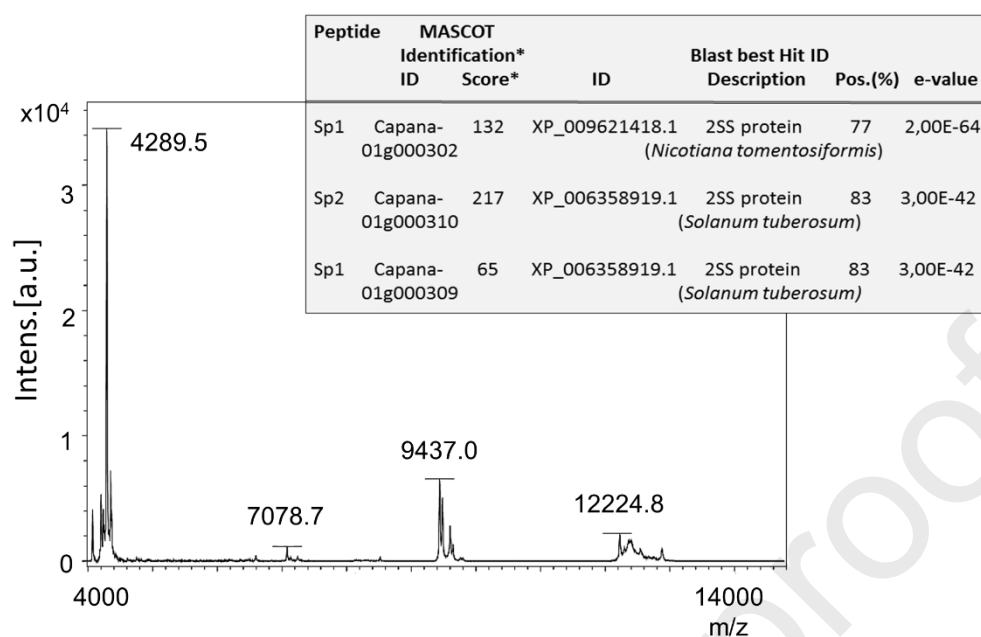 Peptide MASCOT
Identification* Blast best Hit ID
ID Score* ID Description Pos.(%) e-value
Sp1 Capana- 132 XP_009621418.1 2SS protein 77 2,00E-64
01g000302 (Nicotiana tomentosiformis)
Sp2 Capana- 217 XP_006358919.1 2SS protein 83 3,00E-42
01g000310 (Solanum tuberosum)
Sp1 Capana- 65 XP_006358919.1 2SS protein 83 3,00E-42
01g000309 (Solanum tuberosum)
x10⁴
4289.5
3
Intens.[a.u.]
2
1
9437.0
7078.7
12224.8
0
4000
14000
m/z
proof